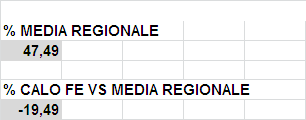 % MEDIA REGIONALE
47,49
% CALO FE VS MEDIA REGIONALE
-19,49